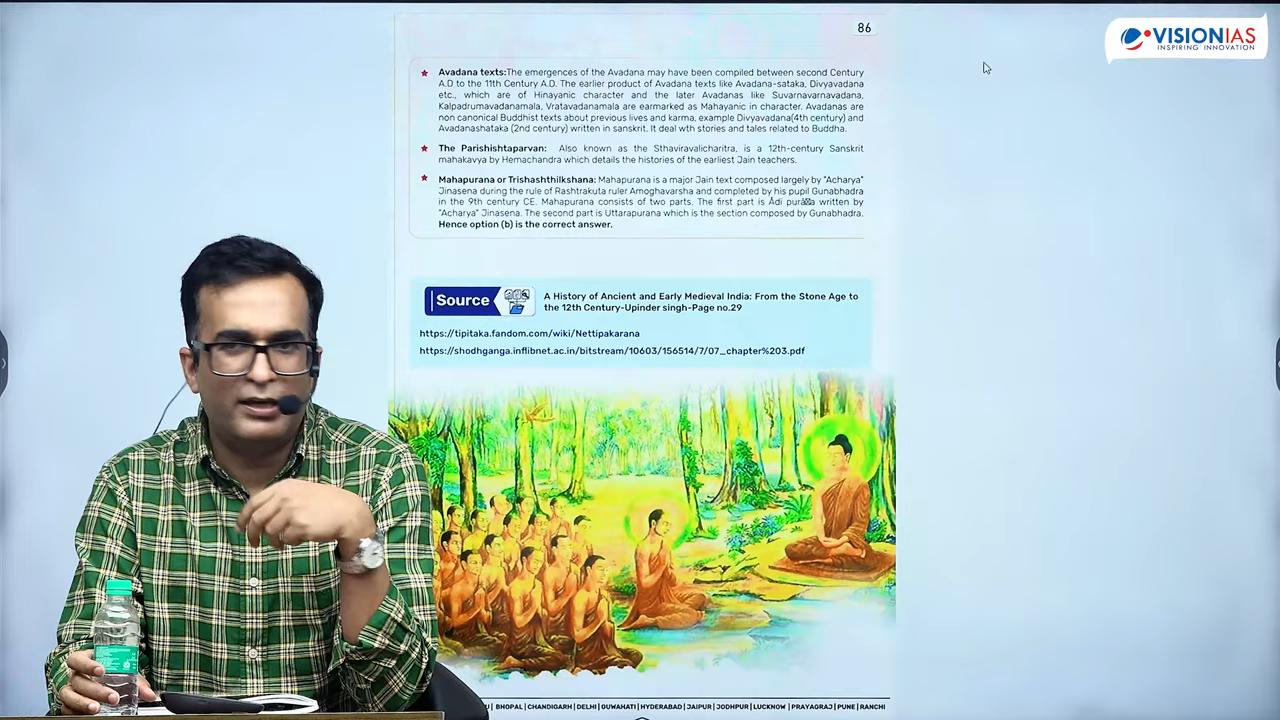 86
VISIONIAS
INSPIRING INNOVATION
Avadana texts:The emergences of the Avadana may have been compiled between second Century
A.D to the 11th Century A.D. The earlier product of Avadana texts like Avadana-sataka, Divyavadana
etc., which are of Hinayanic character and the later Avadanas like Suvarnavarnavadana,
Kalpadrumavadanamala, Vratavadanamala are earmarked as Mahayanic in character. Avadanas are
non canonical Buddhist texts about previous lives and karma, example Divyavadana(4th century) and
Avadanashataka (2nd century) written in sanskrit. It deal wth stories and tales related to Buddha.
The Parishishtaparvan: Also known as the Sthaviravalicharitra, is a 12th-century Sanskrit
mahakavya by Hemachandra which details the histories of the earliest Jain teachers.
Mahapurana or Trishashthilkshana: Mahapurana is a major Jain text composed largely by "Acharya"
Jinasena during the rule of Rashtrakuta ruler Amoghavarsha and completed by his pupil Gunabhadra
in the 9th century CE. Mahapurana consists of two parts. The first part is Ādi written by
"Acharya" Jinasena. The second part is Uttarapurana which is the section composed by Gunabhadra.
Hence option (b) is the correct answer.
Source
A History of Ancient and Early Medieval India: From the Stone Age to
the 12th Century-Upinder singh-Page no.29
https://tipitaka.fandom.com/wiki/Nettipakarana
https://shodhganga.inflibnet.ac.in/bitstream/10603/156514/7/07_chapter%203.pdf
| BHOPAL | CHANDIGARH | DELHI | GUWAHATI | HYDERABAD | JAIPUR | JODHPUR | LUCKNOW | PRAYAGRAJ | PUNE | RANCHI